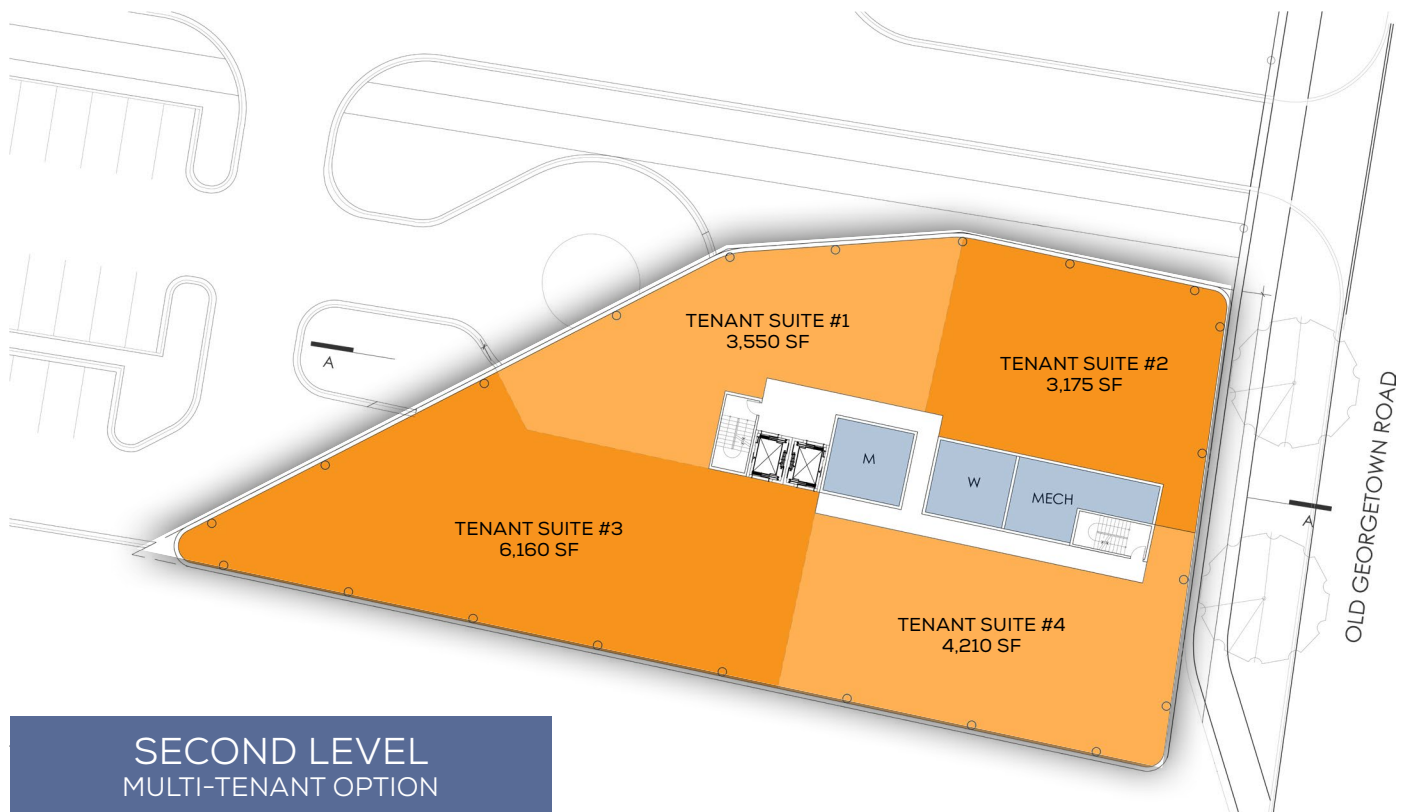 TENANT SUITE #1
3,550 SF
TENANT SUITE #2
3,175 SF
A
M
W
MECH
A
TENANT SUITE #3
6,160 SF
TENANT SUITE #4
4,210 SF
OLD GEORGETOWN ROAD
SECOND LEVEL
MULTI-TENANT OPTION